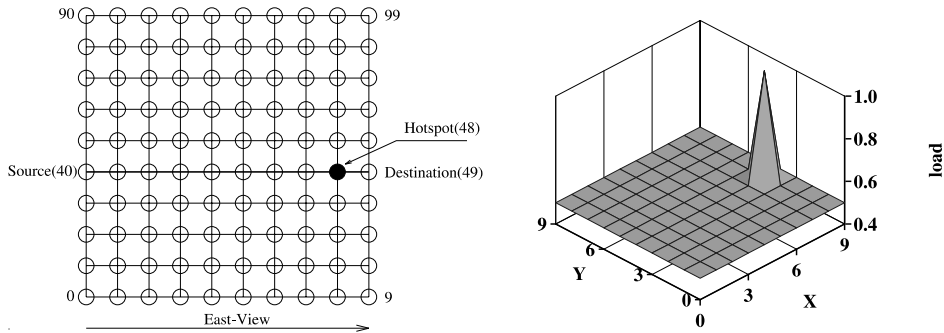 90
99
Hotspot(48)
Source(40)
Destination(49)
0
9
East-View
1.0
0.8
0.6
0.4
load
9
6
3
0
Y
0
3
6
9
X